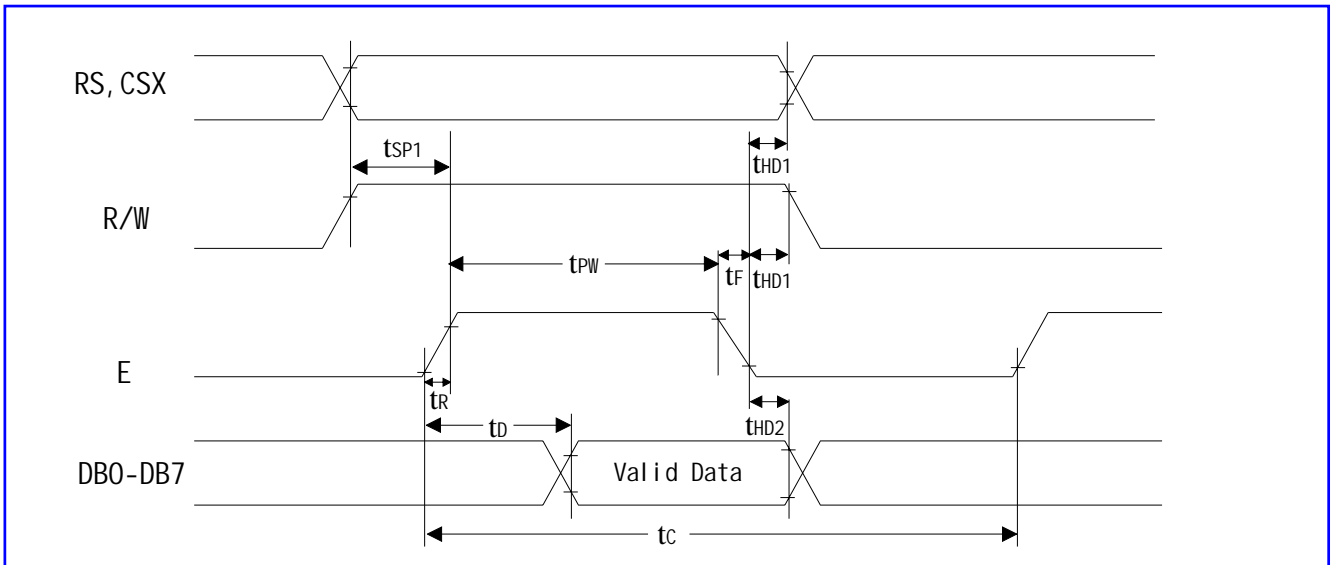 RS,CSX
tSP1
tHD1
R/W
tPW
tF
tHD1
E
tR
tD
tHD2
DB0-DB7
Valid Data
tC